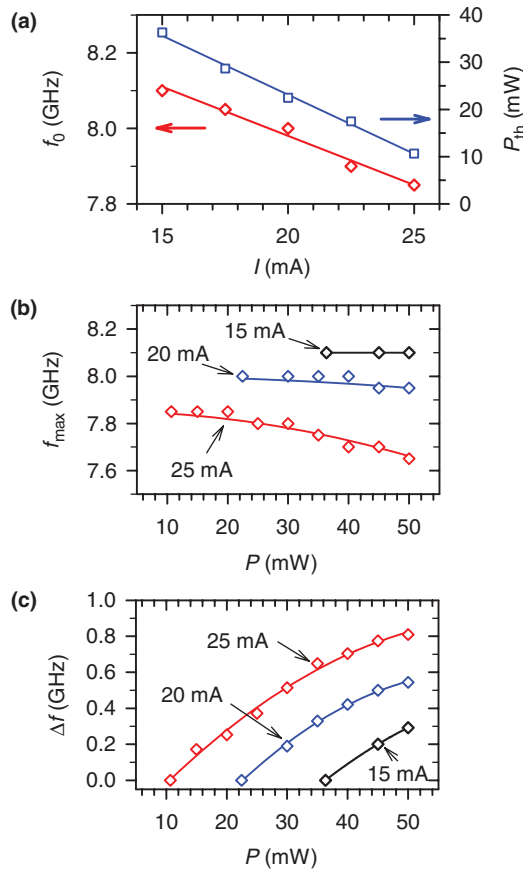 (a)
8.2
8.0
7.8
f₀ (GHz)
40
30
20
10
0
P_th (mW)
15
20
25
I (mA)
(b)
8.2
8.0
7.8
7.6
f_max (GHz)
15 mA
20 mA
25 mA
10
20
30
40
50
P (mW)
(c)
1.0
0.8
0.6
0.4
0.2
0.0
Δf (GHz)
25 mA
20 mA
15 mA
10
20
30
40
50
P (mW)